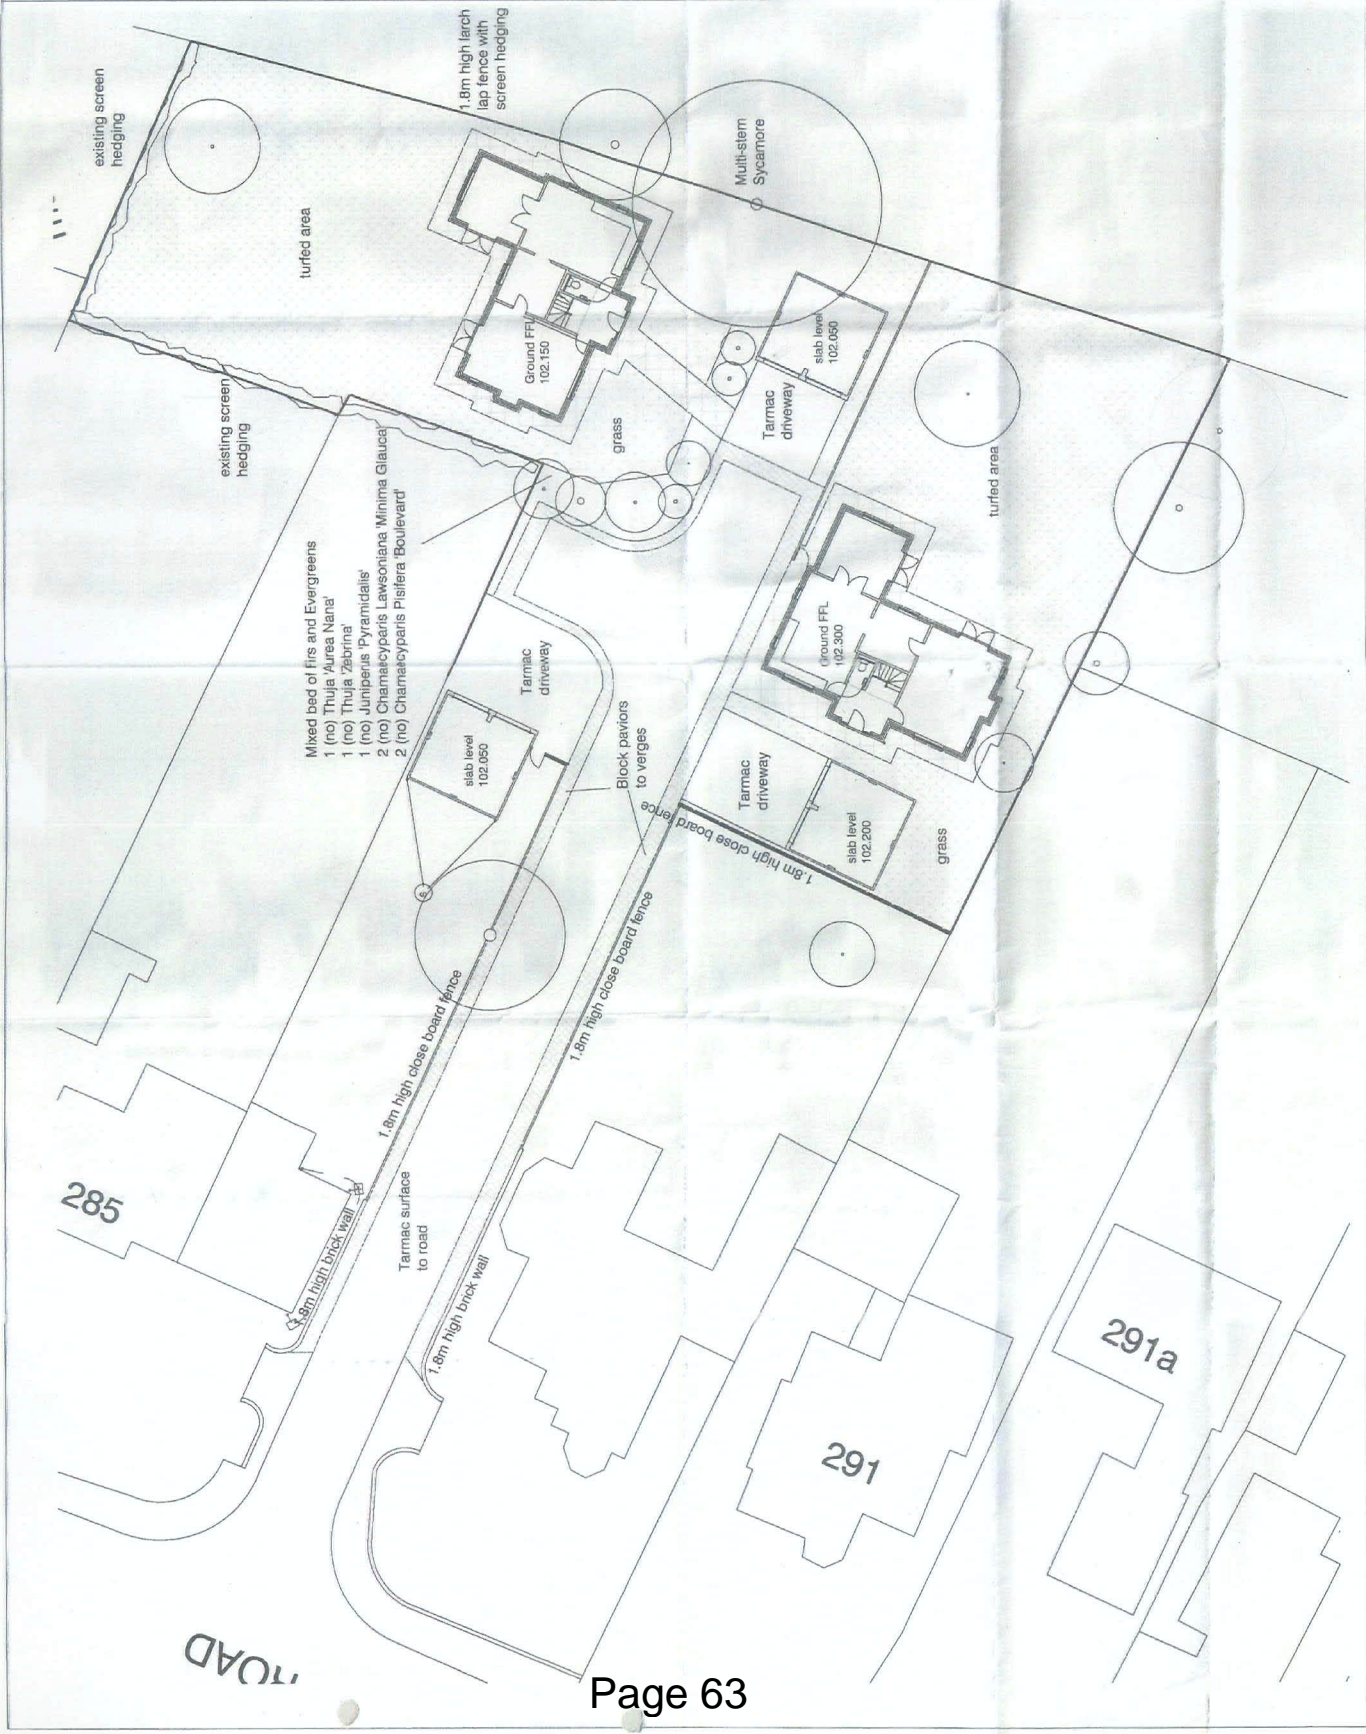 existing screen
hedging
1.8m high larch
lap fence with
screen hedging
Multi-stem
Sycamore
turfed area
existing screen
hedging
Ground FFL
102.150
slab level
102.050
grass
Tarmac
driveway
Mixed bed of Firs and Evergreens
1 (no) Thuja 'Aurea Nana'
1 (no) Thuja 'Zebrina'
1 (no) Juniperus 'Pyramidalis'
2 (no) Chamaecyparis Lawsoniana 'Minima Glauca'
2 (no) Chamaecyparis Pisifera 'Boulevard'
turfed area
Tarmac
driveway
Ground FFL
102.300
slab level
102.050
Block paviors
to verges
Tarmac
driveway
1.8m high close board fence
slab level
102.200
grass
1.8m high close board fence
1.8m high close board fence
285
1.8m high brick wall
Tarmac surface
to road
1.8m high brick wall
291
291a
ROAD
Page 63